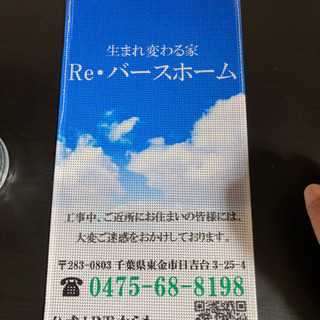 生まれ変わる家
Re・バースホーム
工事中、ご近所にお住まいの皆様には、
大変ご迷惑をおかけしております。
〒283-0803 千葉県東金市日吉台3-25-4
☎0475-68-8198